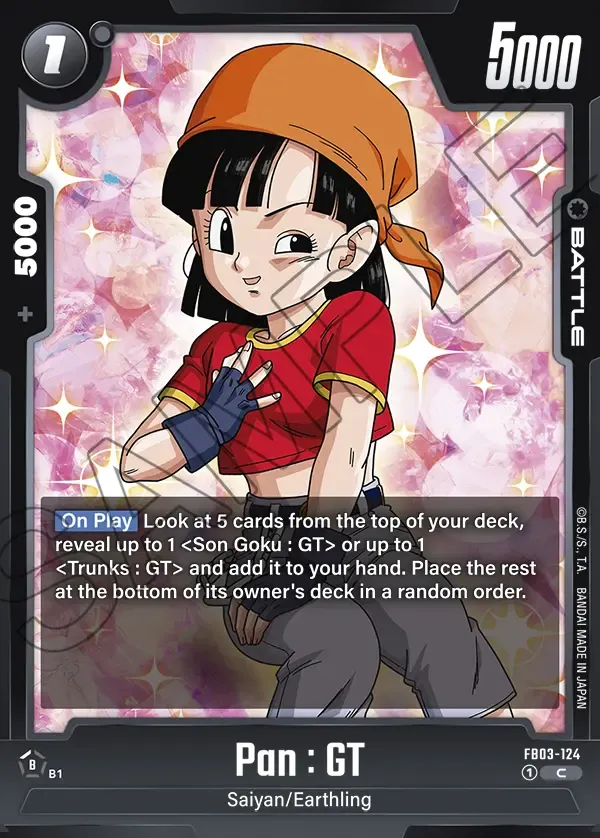 1
5000
+ 5000
BATTLE
SAMPLE
On Play Look at 5 cards from the top of your deck,
reveal up to 1 <Son Goku : GT> or up to 1
<Trunks : GT> and add it to your hand. Place the rest
at the bottom of its owner's deck in a random order.
©B.S./S., T.A. BANDAI MADE IN JAPAN
B
B1
Pan : GT
FB03-124
1 C
Saiyan/Earthling